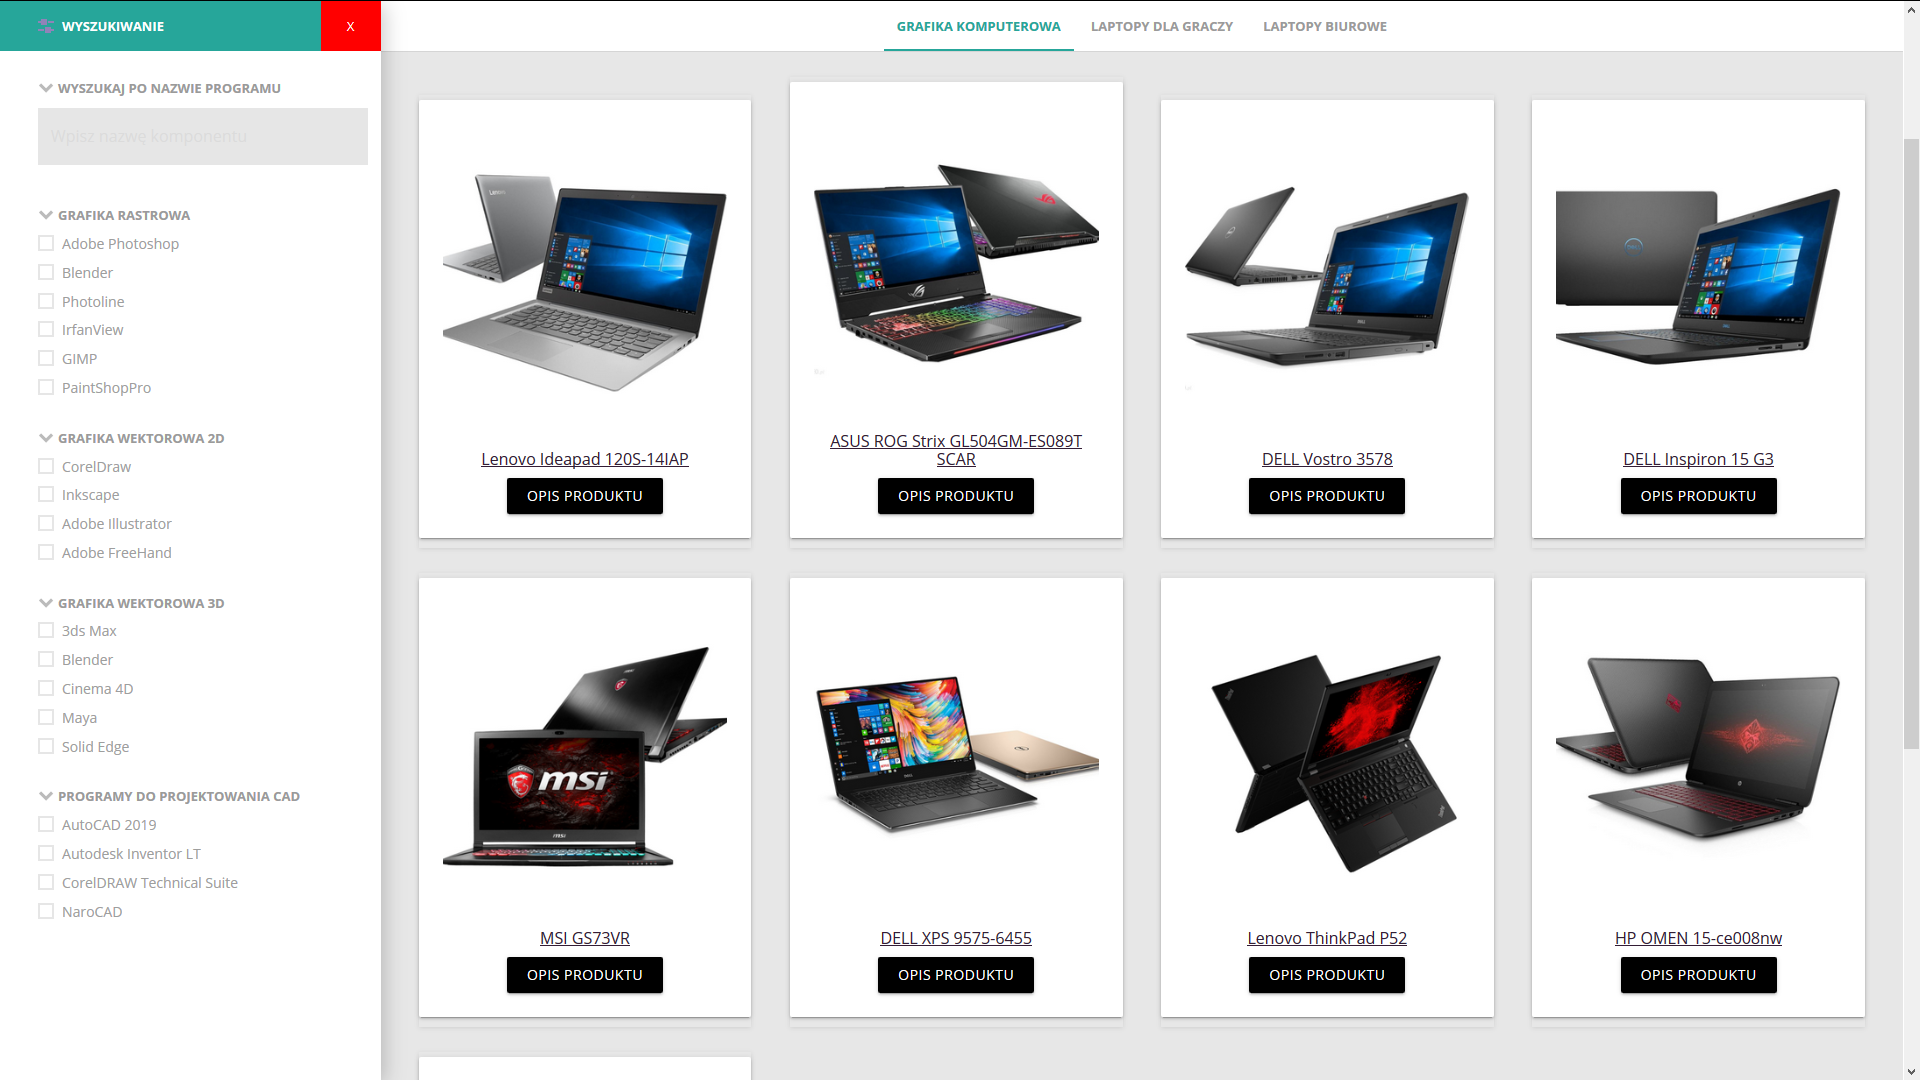 WYSZUKIWANIE
X
GRAFIKA KOMPUTEROWA
LAPTOPY DLA GRACZY
LAPTOPY BIUROWE
WYSZUKAJ PO NAZWIE PROGRAMU
Wpisz nazwę komponentu
GRAFIKA RASTROWA
Adobe Photoshop
Blender
Photoline
IrfanView
GIMP
PaintShopPro
GRAFIKA WEKTOROWA 2D
CorelDraw
Inkscape
Adobe Illustrator
Adobe FreeHand
GRAFIKA WEKTOROWA 3D
3ds Max
Blender
Cinema 4D
Maya
Solid Edge
PROGRAMY DO PROJEKTOWANIA CAD
AutoCAD 2019
Autodesk Inventor LT
CorelDRAW Technical Suite
NaroCAD
Lenovo Ideapad 120S-14IAP
OPIS PRODUKTU
ASUS ROG Strix GL504GM-ES089T
SCAR
OPIS PRODUKTU
DELL Vostro 3578
OPIS PRODUKTU
DELL Inspiron 15 G3
OPIS PRODUKTU
msi
MSI GS73VR
OPIS PRODUKTU
DELL XPS 9575-6455
OPIS PRODUKTU
Lenovo ThinkPad P52
OPIS PRODUKTU
HP OMEN 15-ce008nw
OPIS PRODUKTU